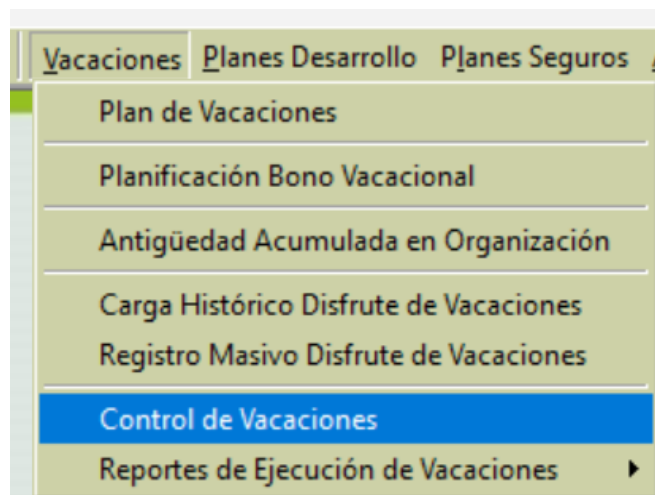 Vacaciones Planes Desarrollo Planes Seguros
Plan de Vacaciones
Planificación Bono Vacacional
Antigüedad Acumulada en Organización
Carga Histórico Disfrute de Vacaciones
Registro Masivo Disfrute de Vacaciones
Control de Vacaciones
Reportes de Ejecución de Vacaciones